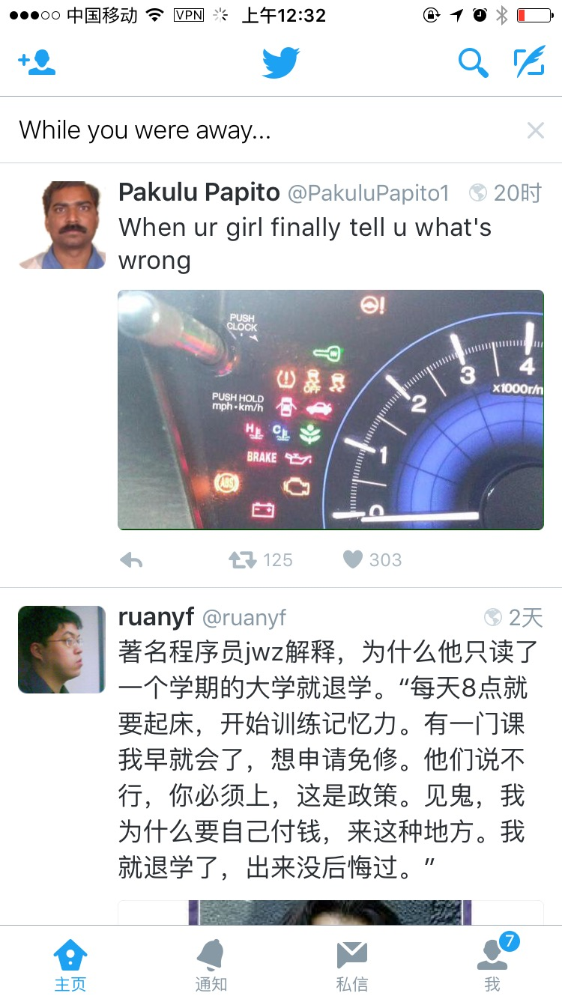 中国移动 VPN 上午12:32
While you were away...
Pakulu Papito @PakuluPapito1 20时
When ur girl finally tell u what's
wrong
PUSH
CLOCK
OFF
PUSH HOLD
mph•km/h
H C
BRAKE
ABS
0 1 2 3 4
x1000r/m
125 303
ruanyf @ruanyf 2天
著名程序员jwz解释，为什么他只读了
一个学期的大学就退学。“每天8点就
要起床，开始训练记忆力。有一门课
我早就会了，想申请免修。他们说不
行，你必须上，这是政策。见鬼，我
为什么要自己付钱，来这种地方。我
就退学了，出来没后悔过。”
7
主页 通知 私信 我